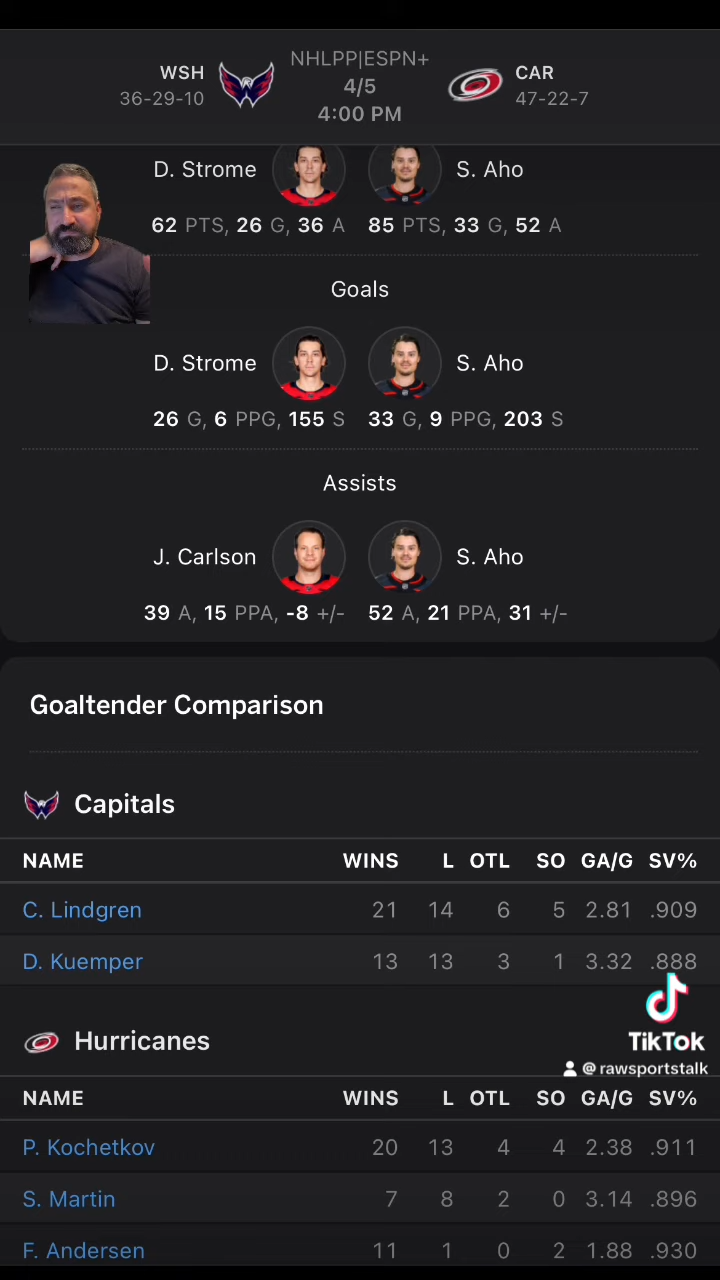 WSH
36-29-10
NHLPP|ESPN+
4/5
4:00 PM
CAR
47-22-7
D. Strome
S. Aho
62 PTS, 26 G, 36 A
85 PTS, 33 G, 52 A
Goals
D. Strome
S. Aho
26 G, 6 PPG, 155 S
33 G, 9 PPG, 203 S
Assists
J. Carlson
S. Aho
39 A, 15 PPA, -8 +/-
52 A, 21 PPA, 31 +/-
Goaltender Comparison
Capitals
NAME WINS L OTL SO GA/G SV%
C. Lindgren 21 14 6 5 2.81 .909
D. Kuemper 13 13 3 1 3.32 .888
TikTok
@rawsportstalk
Hurricanes
NAME WINS L OTL SO GA/G SV%
P. Kochetkov 20 13 4 4 2.38 .911
S. Martin 7 8 2 0 3.14 .896
F. Andersen 11 1 0 2 1.88 .930